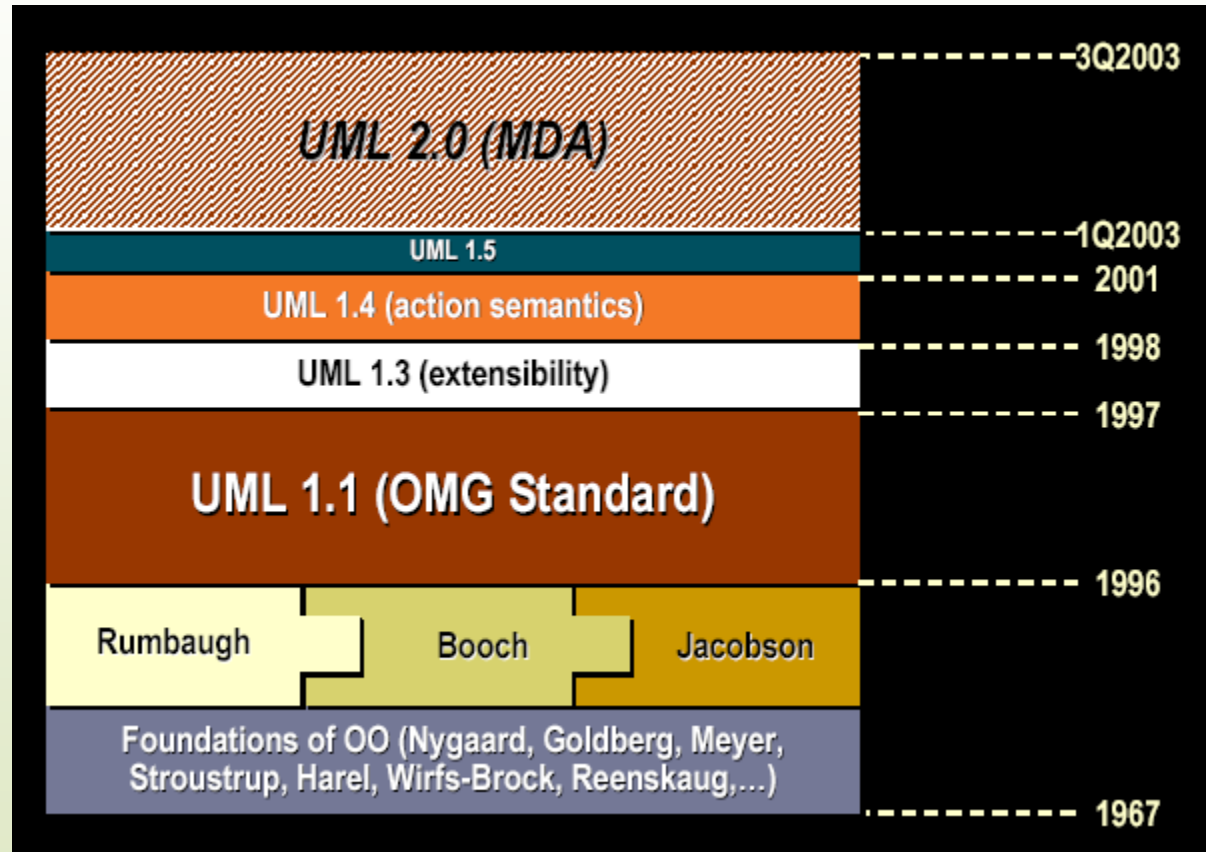 3Q2003
UML 2.0 (MDA)
1Q2003
UML 1.5
2001
UML 1.4 (action semantics)
1998
UML 1.3 (extensibility)
1997
UML 1.1 (OMG Standard)
1996
Rumbaugh
Booch
Jacobson
Foundations of OO (Nygaard, Goldberg, Meyer,
Stroustrup, Harel, Wirfs-Brock, Reenskaug,...)
1967